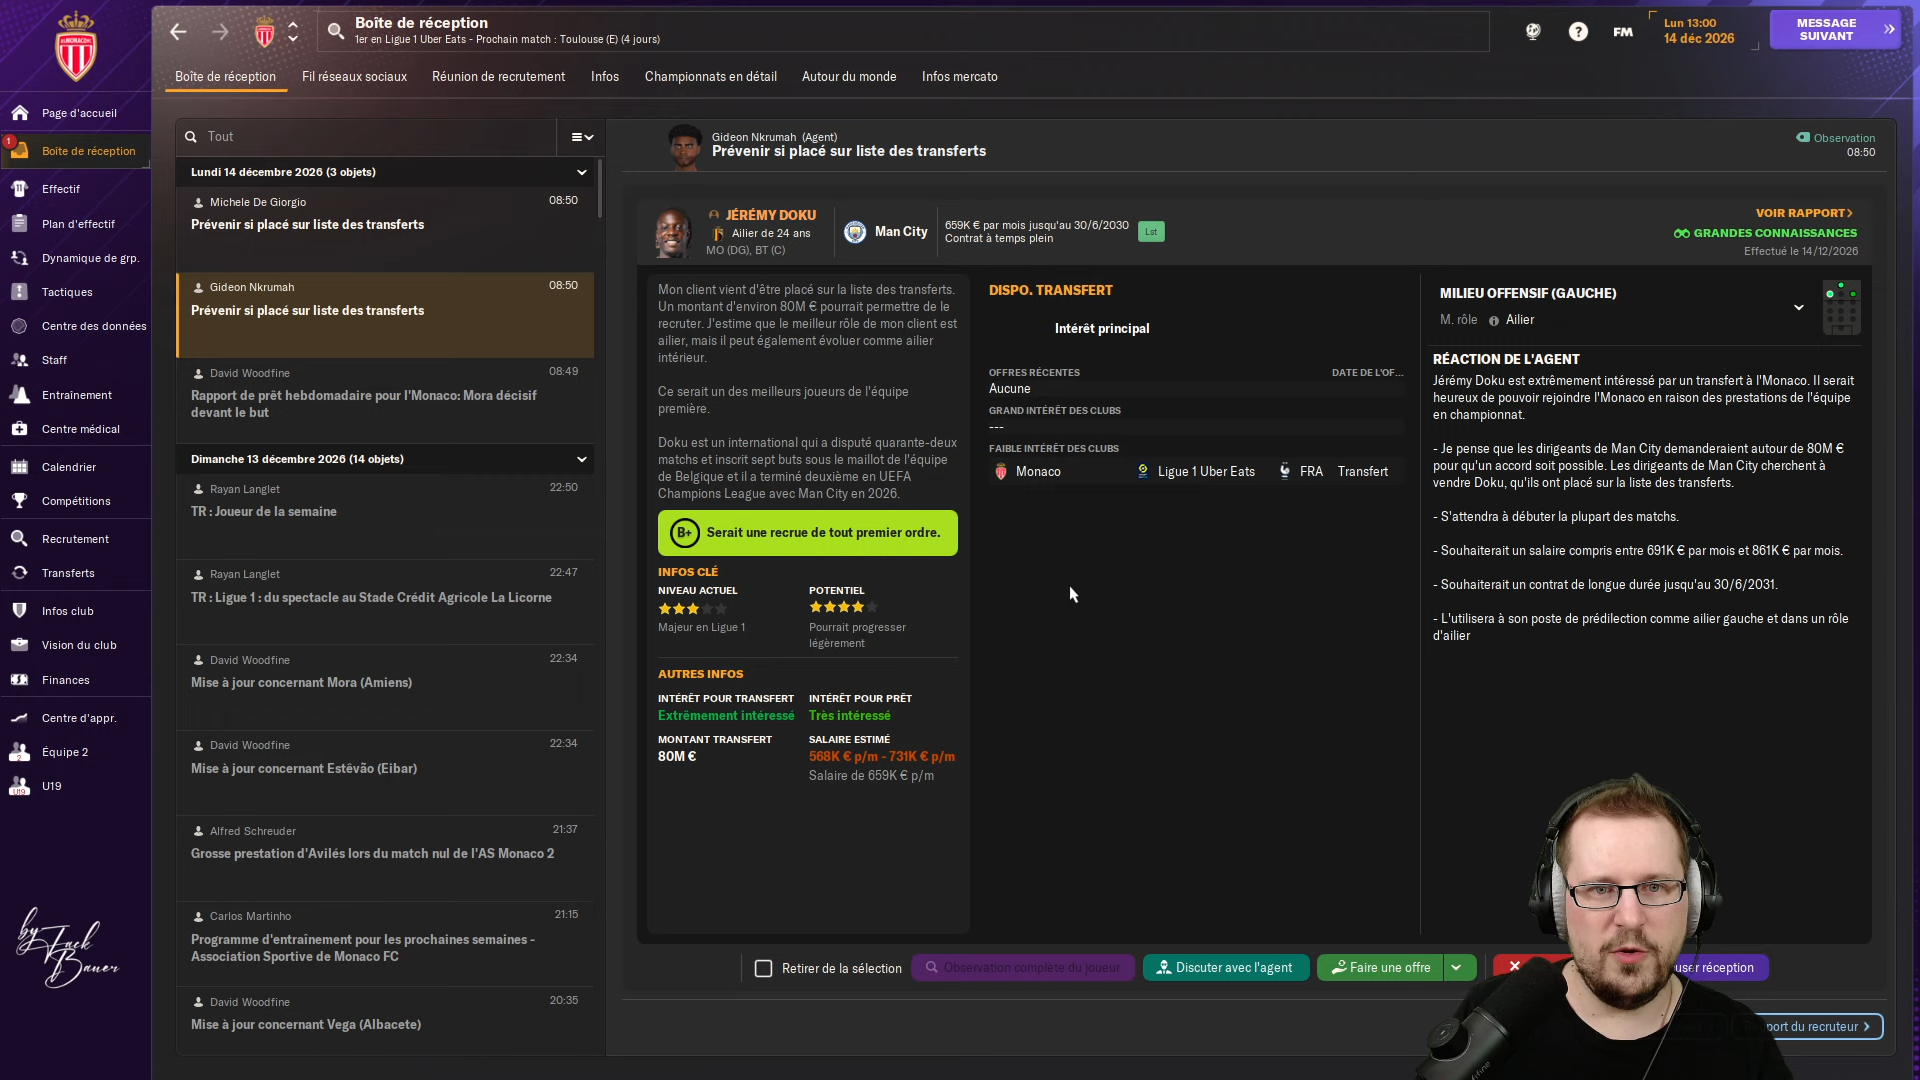 Boîte de réception
1er en Ligue 1 Uber Eats - Prochain match : Toulouse (E) (4 jours)
FM
Lun 13:00
14 déc 2026
MESSAGE
SUIVANT
Boîte de réception
Fil réseaux sociaux
Réunion de recrutement
Infos
Championnats en détail
Autour du monde
Infos mercato
Page d'accueil
1
Boîte de réception
Effectif
Plan d'effectif
Dynamique de grp.
Tactiques
Centre des données
Staff
Entraînement
Centre médical
Calendrier
Compétitions
Recrutement
Transferts
Infos club
Vision du club
Finances
Centre d'appr.
Équipe 2
U19
by Jack
Bauer
Tout
Lundi 14 décembre 2026 (3 objets)
Michele De Giorgio
08:50
Prévenir si placé sur liste des transferts
Gideon Nkrumah
08:50
Prévenir si placé sur liste des transferts
David Woodfine
08:49
Rapport de prêt hebdomadaire pour l'Monaco: Mora décisif
devant le but
Dimanche 13 décembre 2026 (14 objets)
Rayan Langlet
22:50
TR : Joueur de la semaine
Rayan Langlet
22:47
TR : Ligue 1 : du spectacle au Stade Crédit Agricole La Licorne
David Woodfine
22:34
Mise à jour concernant Mora (Amiens)
David Woodfine
22:34
Mise à jour concernant Estêvão (Eibar)
Alfred Schreuder
21:37
Grosse prestation d'Avilés lors du match nul de l'AS Monaco 2
Carlos Martinho
21:15
Programme d'entraînement pour les prochaines semaines -
Association Sportive de Monaco FC
David Woodfine
20:35
Mise à jour concernant Vega (Albacete)
Gideon Nkrumah (Agent)
Prévenir si placé sur liste des transferts
Observation
08:50
JÉRÉMY DOKU
Ailier de 24 ans
MO (DG), BT (C)
Man City
659K € par mois jusqu'au 30/6/2030
Contrat à temps plein
Lst
VOIR RAPPORT
GRANDES CONNAISSANCES
Effectué le 14/12/2026
Mon client vient d'être placé sur la liste des transferts.
Un montant d'environ 80M € pourrait permettre de le
recruter. J'estime que le meilleur rôle de mon client est
ailier, mais il peut également évoluer comme ailier
intérieur.
Ce serait un des meilleurs joueurs de l'équipe
première.
Doku est un international qui a disputé quarante-deux
matchs et inscrit sept buts sous le maillot de l'équipe
de Belgique et il a terminé deuxième en UEFA
Champions League avec Man City en 2026.
B+
Serait une recrue de tout premier ordre.
INFOS CLÉ
NIVEAU ACTUEL
POTENTIEL
Majeur en Ligue 1
Pourrait progresser
légèrement
AUTRES INFOS
INTÉRÊT POUR TRANSFERT
INTÉRÊT POUR PRÊT
Extrêmement intéressé
Très intéressé
MONTANT TRANSFERT
SALAIRE ESTIMÉ
80M €
568K € p/m - 731K € p/m
Salaire de 659K € p/m
DISPO. TRANSFERT
Intérêt principal
OFFRES RÉCENTES
DATE DE L'OF...
Aucune
GRAND INTÉRÊT DES CLUBS
---
FAIBLE INTÉRÊT DES CLUBS
Monaco
Ligue 1 Uber Eats
FRA
Transfert
MILIEU OFFENSIF (GAUCHE)
M. rôle
Ailier
RÉACTION DE L'AGENT
Jérémy Doku est extrêmement intéressé par un transfert à l'Monaco. Il serait
heureux de pouvoir rejoindre l'Monaco en raison des prestations de l'équipe
en championnat.
- Je pense que les dirigeants de Man City demanderaient autour de 80M €
pour qu'un accord soit possible. Les dirigeants de Man City cherchent à
vendre Doku, qu'ils ont placé sur la liste des transferts.
- S'attendra à débuter la plupart des matchs.
- Souhaiterait un salaire compris entre 691K € par mois et 861K € par mois.
- Souhaiterait un contrat de longue durée jusqu'au 30/6/2031.
- L'utilisera à son poste de prédilection comme ailier gauche et dans un rôle
d'ailier
Retirer de la sélection
Observation complète du joueur
Discuter avec l'agent
Faire une offre
user réception
port du recruteur